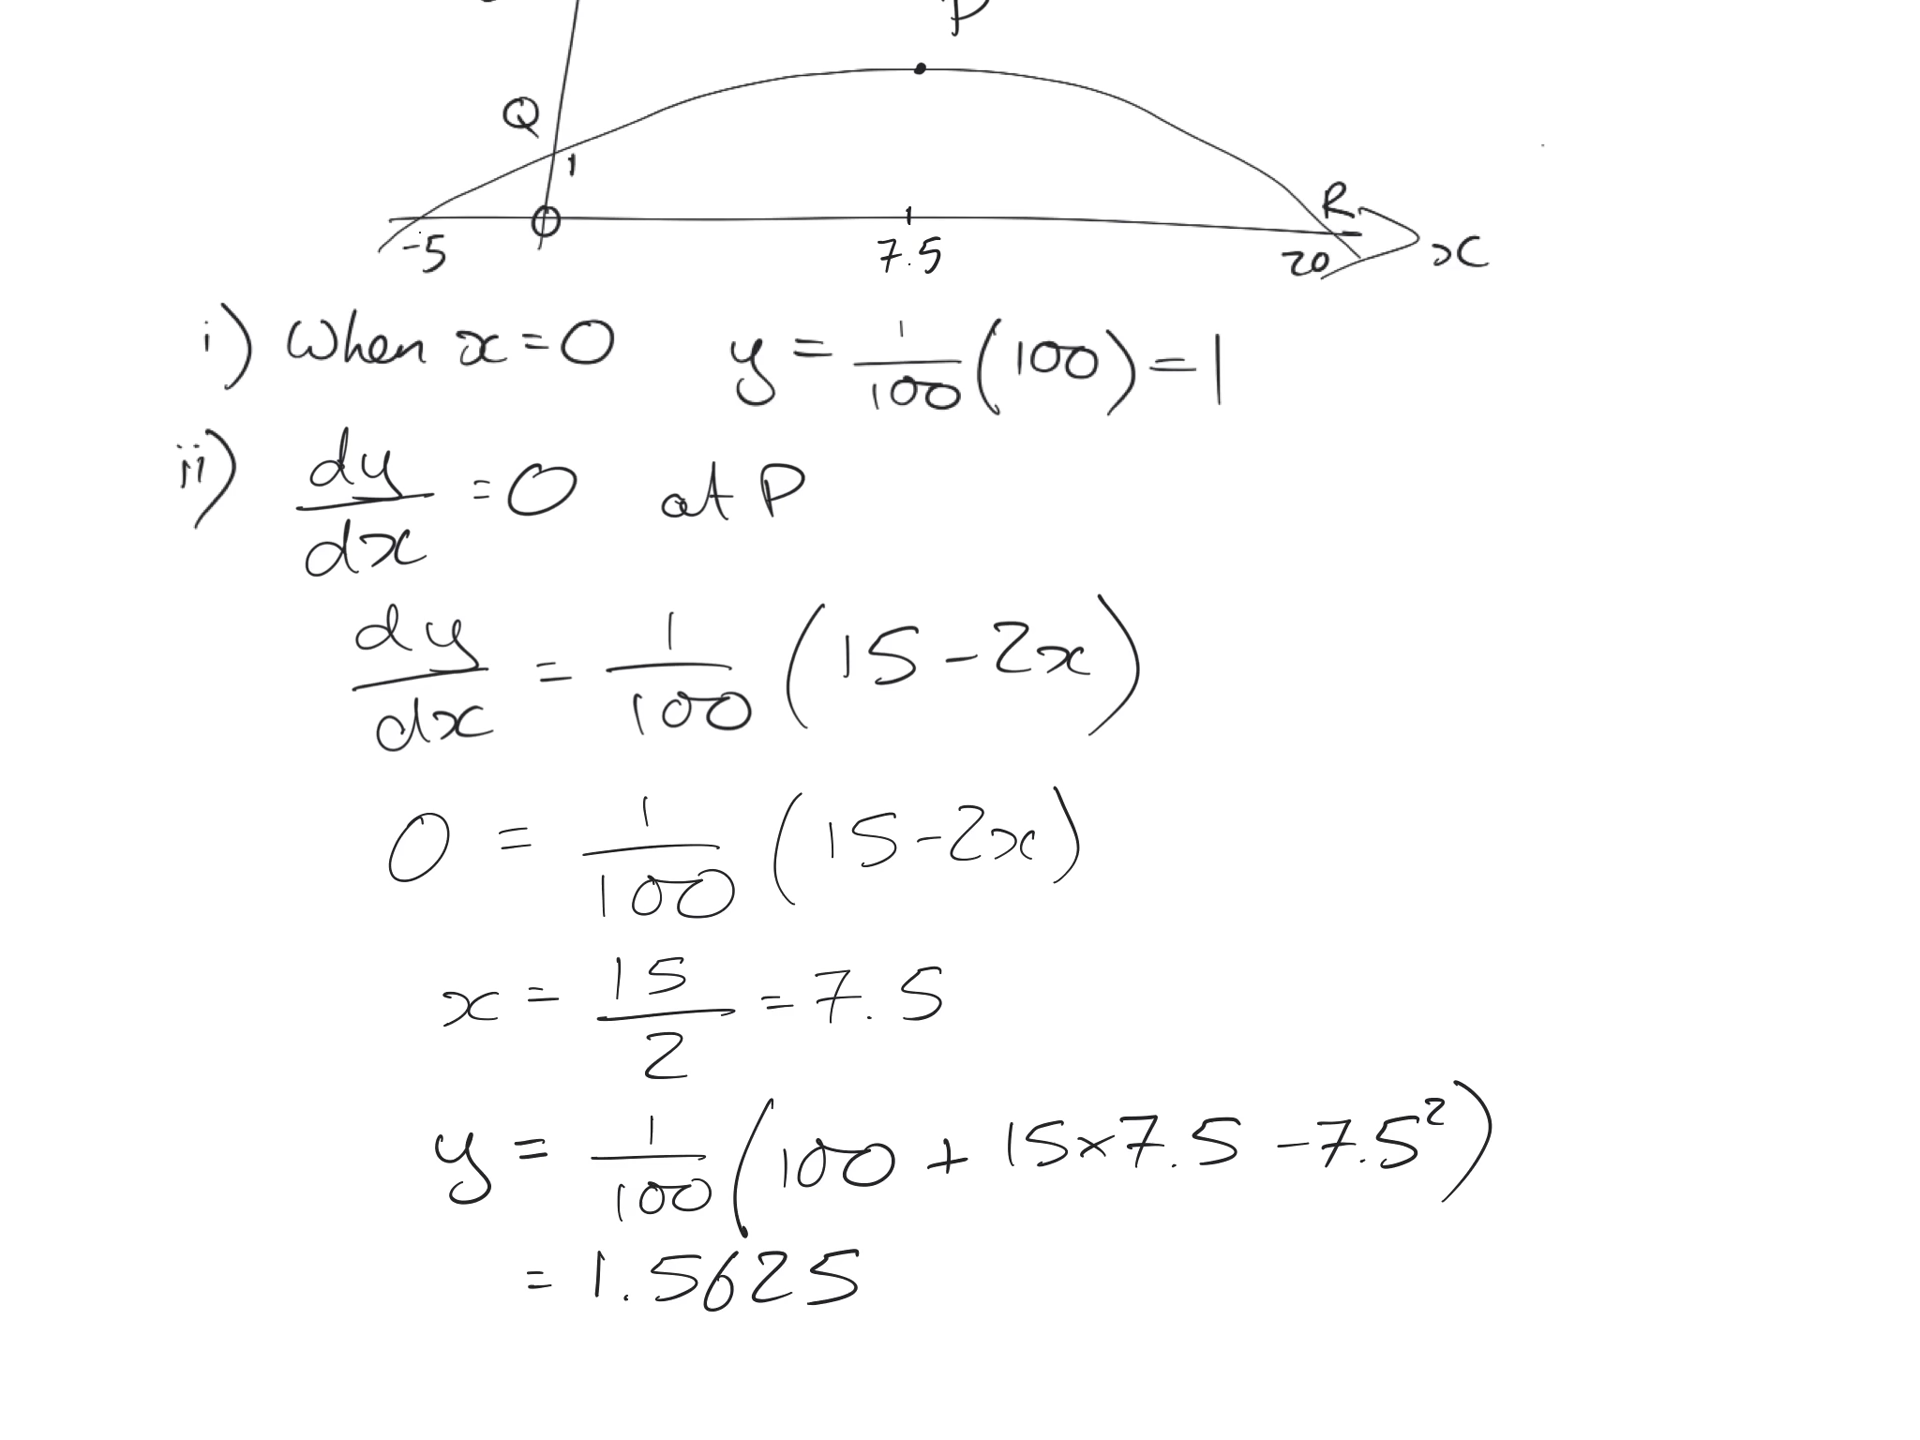 P
Q
1
R
-5
O
7.5
20
x
i) When x=0 y = 1/100 (100) = 1
ii) dy/dx = 0 at P
dy/dx = 1/100 (15-2x)
0 = 1/100 (15-2x)
x = 15/2 = 7.5
y = 1/100 (100 + 15×7.5 - 7.5²)
= 1.5625